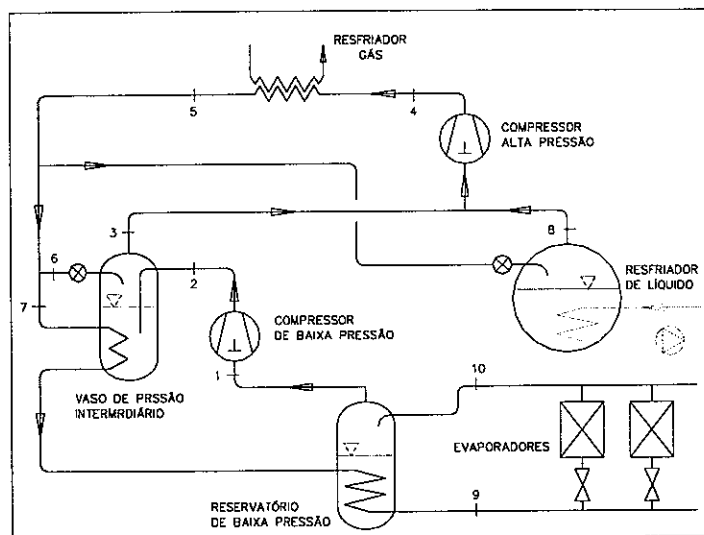 RESFRIADOR
GÁS
5
4
COMPRESSOR
ALTA PRESSÃO
3
8
6
2
RESFRIADOR
DE LÍQUIDO
7
COMPRESSOR
DE BAIXA PRESSÃO
1
10
VASO DE PRSSÃO
INTERMRDIÁRIO
EVAPORADORES
RESERVATÓRIO
DE BAIXA PRESSÃO
9